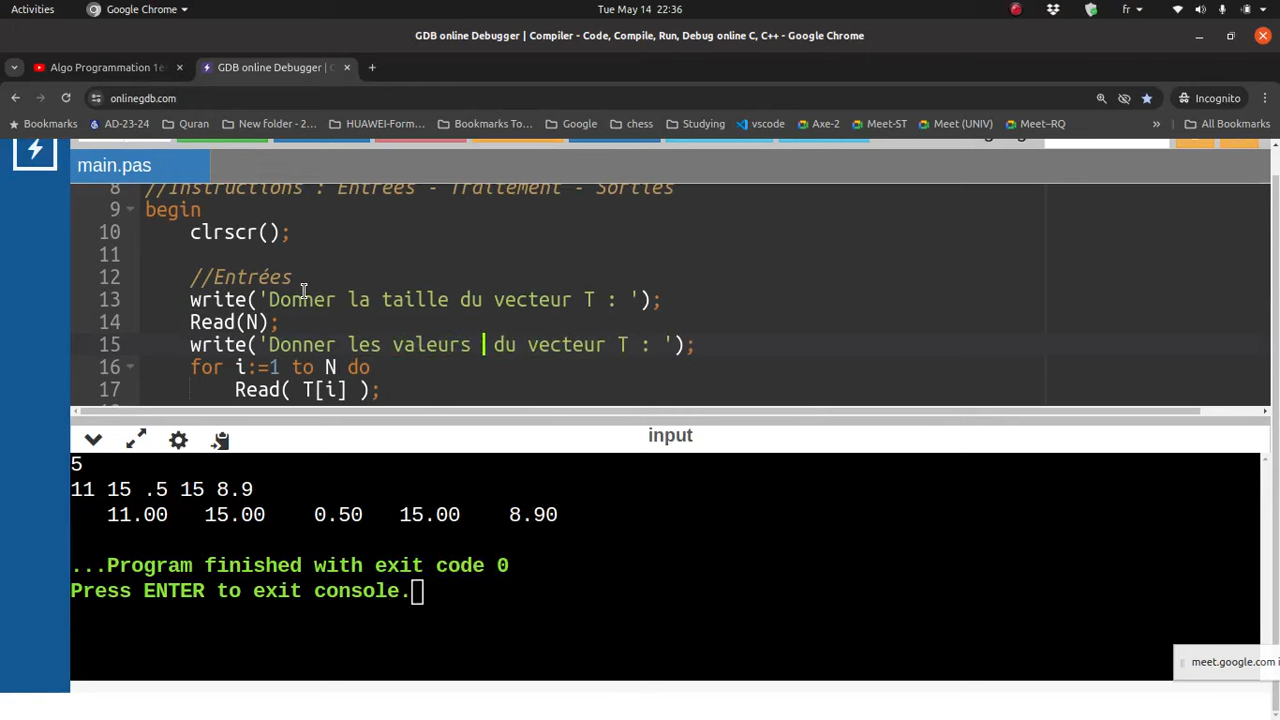 Activities
Google Chrome
Tue May 14 22:36
fr
GDB online Debugger | Compiler - Code, Compile, Run, Debug online C, C++ - Google Chrome
Algo Programmation 1è
GDB online Debugger | C
onlinegdb.com
Incognito
Bookmarks
AD-23-24
Quran
New folder - 2...
HUAWEI-Form...
Bookmarks To...
Google
chess
Studying
vscode
Axe-2
Meet-ST
Meet (UNIV)
Meet–RQ
»
All Bookmarks
main.pas
8 //Instructions : Entrées - Traitement - Sorties
9 begin
10 clrscr();
11
12 //Entrées
13 write('Donner la taille du vecteur T : ');
14 Read(N);
15 write('Donner les valeurs  du vecteur T : ');
16 for i:=1 to N do
17 Read( T[i] );
input
5
11 15 .5 15 8.9
11.00 15.00 0.50 15.00 8.90
...Program finished with exit code 0
Press ENTER to exit console.
meet.google.com i